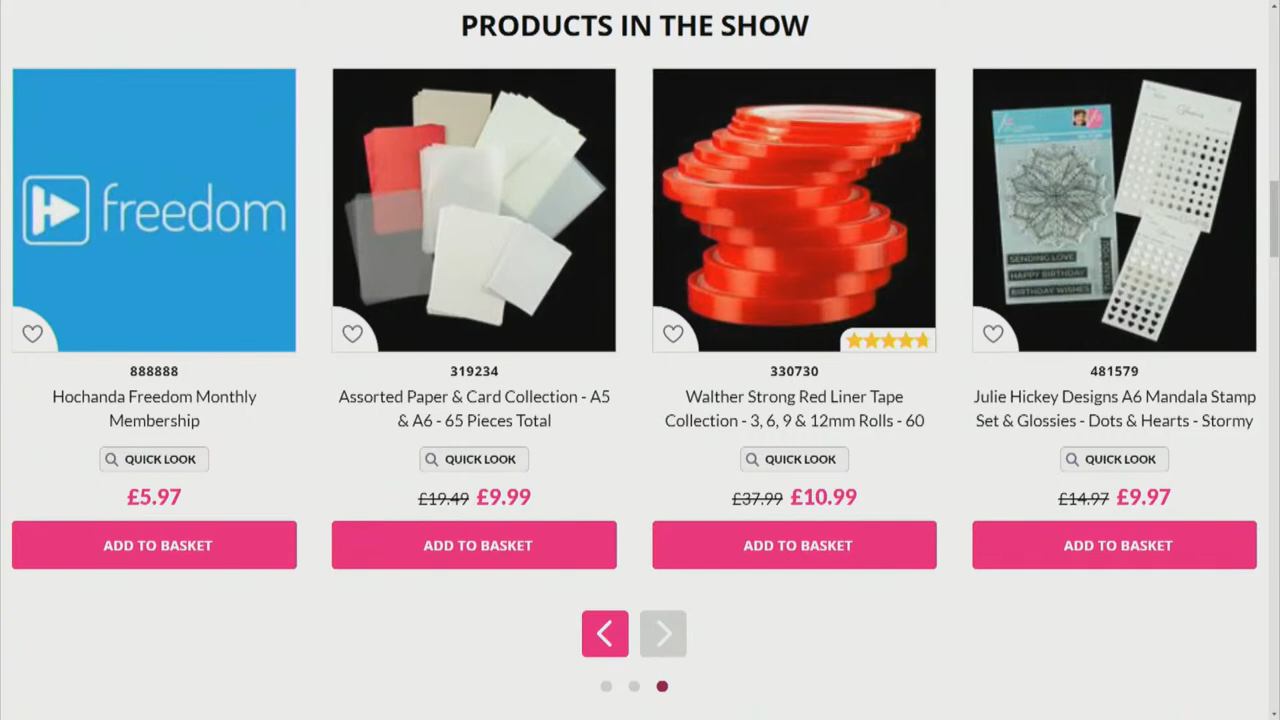 PRODUCTS IN THE SHOW
freedom
SENDING LOVE
HAPPY BIRTHDAY
BIRTHDAY WISHES
THANK YOU
888888
Hochanda Freedom Monthly
Membership
QUICK LOOK
£5.97
ADD TO BASKET
319234
Assorted Paper & Card Collection - A5
& A6 - 65 Pieces Total
QUICK LOOK
£19.49 £9.99
ADD TO BASKET
330730
Walther Strong Red Liner Tape
Collection - 3, 6, 9 & 12mm Rolls - 60
QUICK LOOK
£37.99 £10.99
ADD TO BASKET
481579
Julie Hickey Designs A6 Mandala Stamp
Set & Glossies - Dots & Hearts - Stormy
QUICK LOOK
£14.97 £9.97
ADD TO BASKET